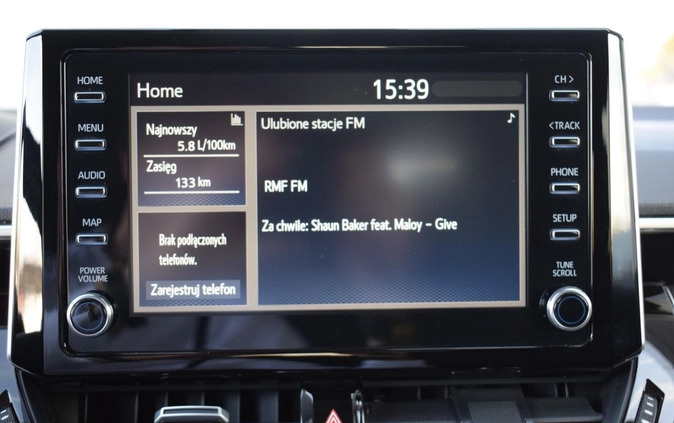 HOME
MENU
AUDIO
MAP
POWER
VOLUME
Home
15:39
Najnowszy
5.8 L/100km
Zasięg
133 km
Brak podłączonych
telefonów.
Zarejestruj telefon
Ulubione stacje FM
RMF FM
Za chwile: Shaun Baker feat. Maloy – Give
CH >
< TRACK
PHONE
SETUP
TUNE
SCROLL